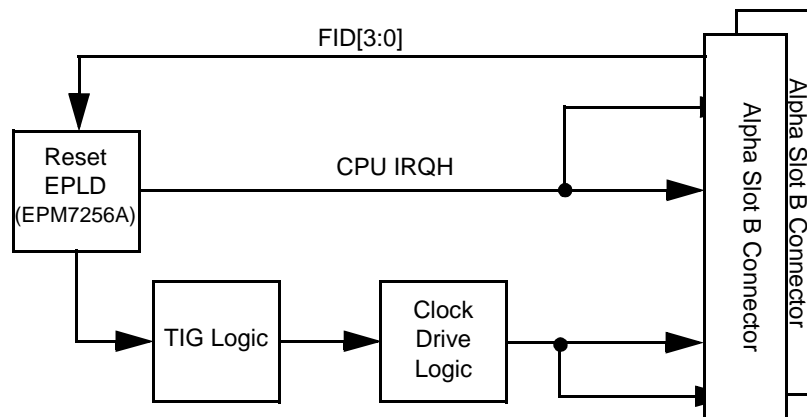 FID[3:0]
Reset
EPLD
(EPM7256A)
CPU IRQH
TIG Logic
Clock
Drive
Logic
Alpha Slot B Connector
Alpha Slot B Connector